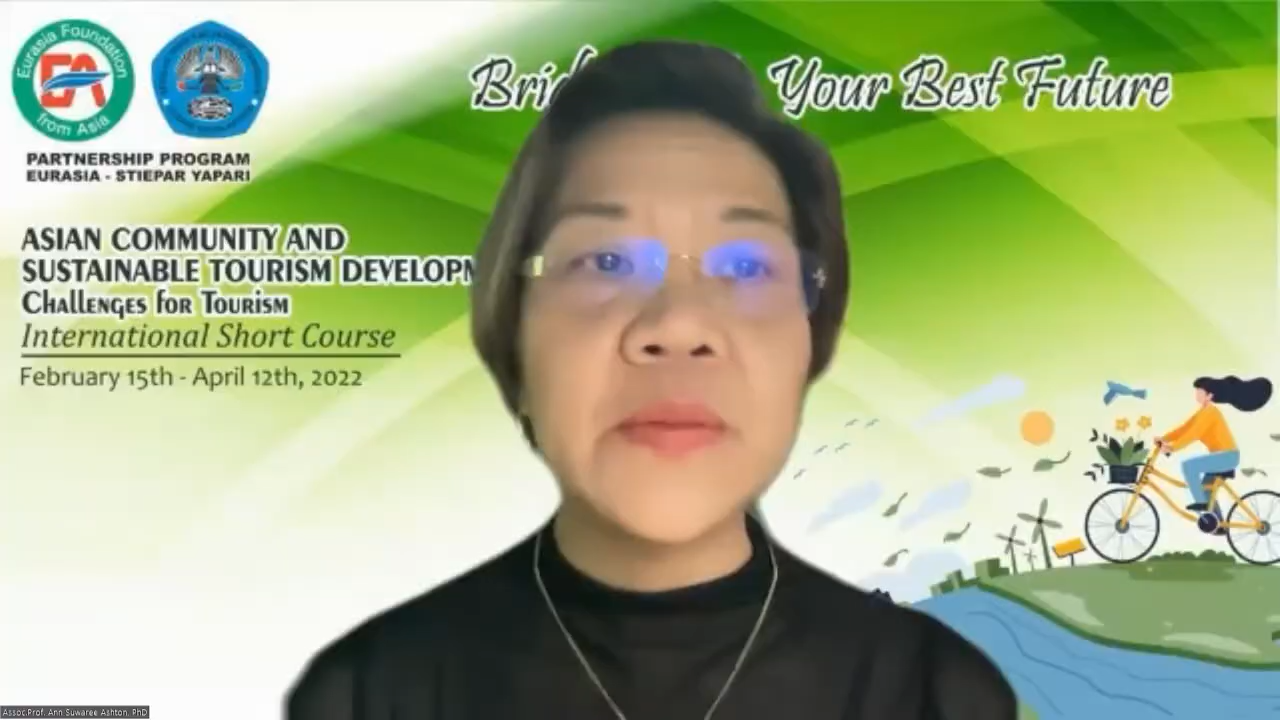 Eurasia Foundation
EA
from Asia
PARTNERSHIP PROGRAM
EURASIA - STIEPAR YAPARI
Your Best Future
ASIAN COMMUNITY AND
SUSTAINABLE TOURISM DEVELOPM
Challenges for Tourism
International Short Course
February 15th - April 12th, 2022
Assoc.Prof. Ann Suwaree Ashton, PhD